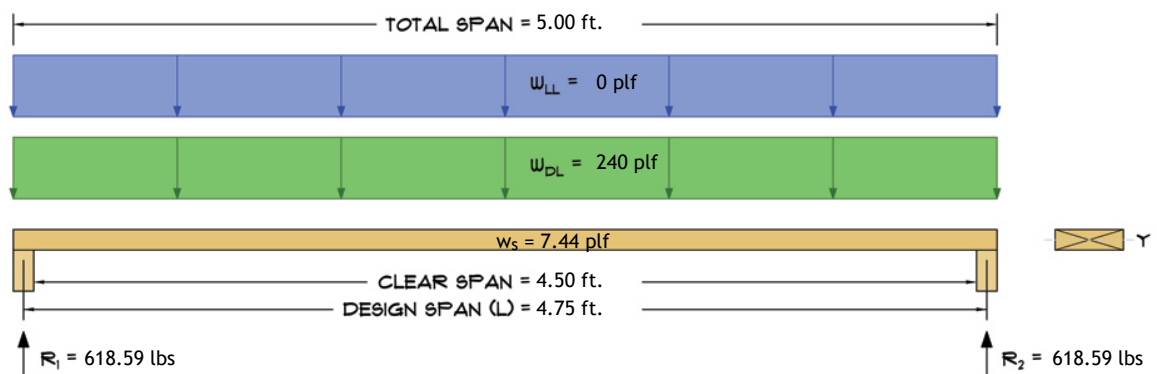 TOTAL SPAN = 5.00 ft.
WLL = 0 plf
WDL = 240 plf
ws = 7.44 plf
Y
CLEAR SPAN = 4.50 ft.
DESIGN SPAN (L) = 4.75 ft.
R1 = 618.59 lbs
R2 = 618.59 lbs